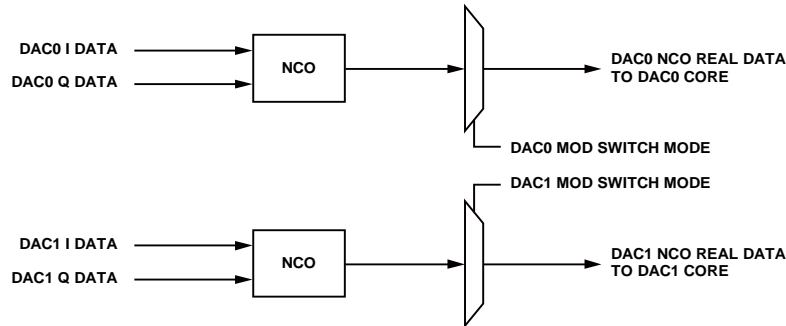 DAC0 I DATA
DAC0 Q DATA
NCO
DAC0 NCO REAL DATA
TO DAC0 CORE
DAC0 MOD SWITCH MODE
DAC1 MOD SWITCH MODE
DAC1 I DATA
DAC1 Q DATA
NCO
DAC1 NCO REAL DATA
TO DAC1 CORE